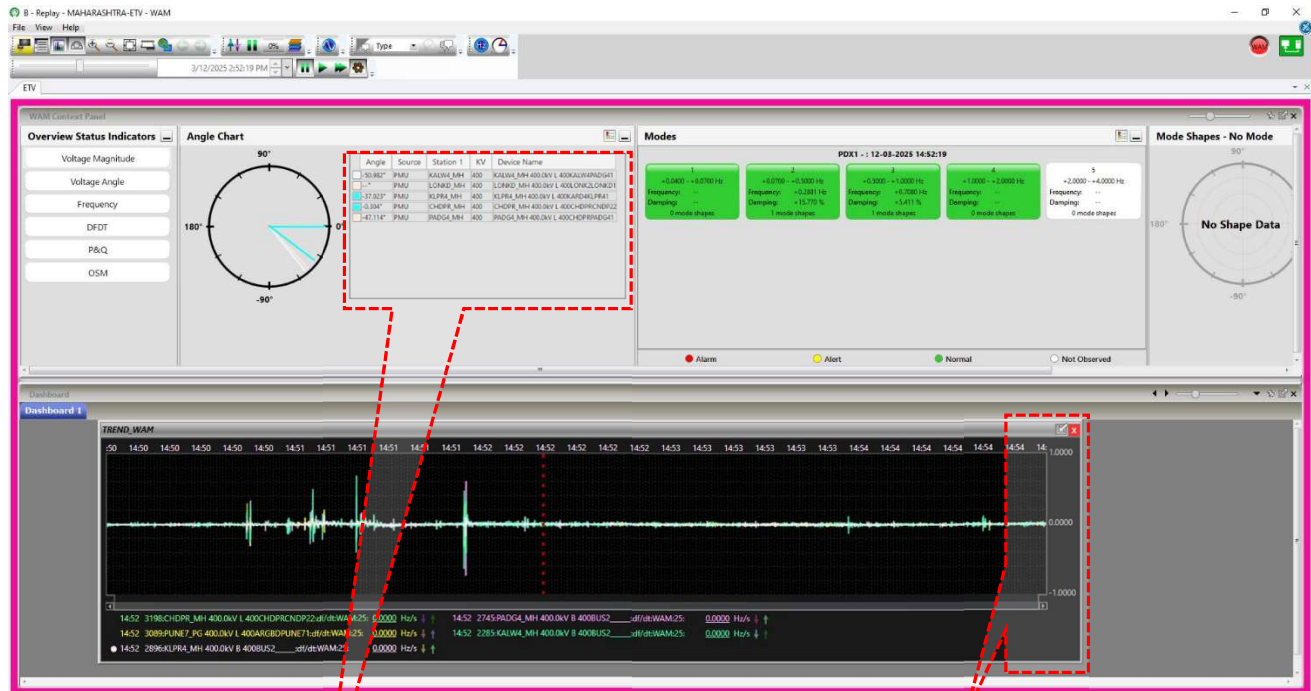 B - Replay - MAHARASHTRA-ETV - WAM
File View Help
0% Type Hz WAM
3/12/2025 2:52:19 PM
ETV
WAM Context Panel
Overview Status Indicators
Voltage Magnitude
Voltage Angle
Frequency
DFDT
P&Q
OSM
Angle Chart
90°
180°
0°
-90°
Angle Source Station 1 KV Device Name
-50.982° PMU KALW4_MH 400 KALW4_MH 400.0kV L 400KALW4PADG41
--.° PMU LONKD_MH 400 LONKD_MH 400.0kV L 400LONK2LONKD1
-37.923° PMU KLPR4_MH 400 KLPR4_MH 400.0kV L 400KARD4KLPR41
-0.304° PMU CHDPR_MH 400 CHDPR_MH 400.0kV L 400CHDPRCNDP22
-47.114° PMU PADG4_MH 400 PADG4_MH 400.0kV L 400CHDPRPADG41
Modes
PDX1 - : 12-03-2025 14:52:19
1
+0.0400 - +0.0700 Hz
Frequency: --
Damping: --
0 mode shapes
2
+0.0700 - +0.5000 Hz
Frequency: +0.2881 Hz
Damping: +15.770 %
1 mode shapes
3
+0.5000 - +1.0000 Hz
Frequency: +0.7080 Hz
Damping: +5.411 %
1 mode shapes
4
+1.0000 - +2.0000 Hz
Frequency: --
Damping: --
0 mode shapes
5
+2.0000 - +4.0000 Hz
Frequency: --
Damping: --
0 mode shapes
Alarm Alert Normal Not Observed
Mode Shapes - No Mode
90°
180° No Shape Data
-90°
Dashboard
Dashboard 1
TREND_WAM
:50 14:50 14:50 14:50 14:50 14:50 14:51 14:51 14:51 14:51 14:51 14:51 14:52 14:52 14:52 14:52 14:52 14:52 14:53 14:53 14:53 14:53 14:53 14:53 14:54 14:54 14:54 14:54 14:54 14:
1.0000
0.0000
-1.0000
14:52 3198:CHDPR_MH 400.0kV L 400CHDPRCNDP22:df/dt:WAM:25: 0.0000 Hz/s
14:52 2745:PADG4_MH 400.0kV B 400BUS2____:df/dt:WAM:25: 0.0000 Hz/s
14:52 3089:PUNE7_PG 400.0kV L 400ARGBDPUNE71:df/dt:WAM:25: 0.0000 Hz/s
14:52 2285:KALW4_MH 400.0kV B 400BUS2____:df/dt:WAM:25: 0.0000 Hz/s
14:52 2896:KLPR4_MH 400.0kV B 400BUS2____:df/dt:WAM:25: 0.0000 Hz/s